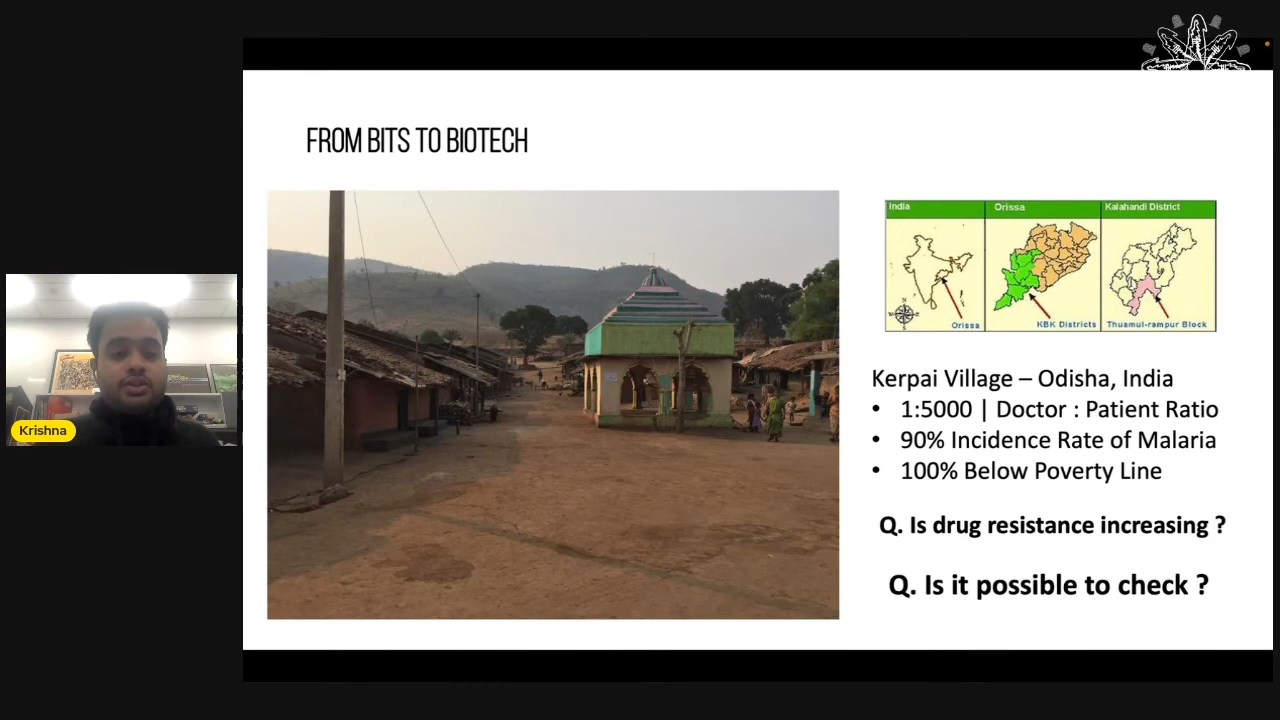 FROM BITS TO BIOTECH
India
Orissa
Kalahandi District
Orissa
KBK Districts
Thuamul-rampur Block
Kerpai Village – Odisha, India
• 1:5000 | Doctor : Patient Ratio
• 90% Incidence Rate of Malaria
• 100% Below Poverty Line
Q. Is drug resistance increasing ?
Q. Is it possible to check ?
Krishna